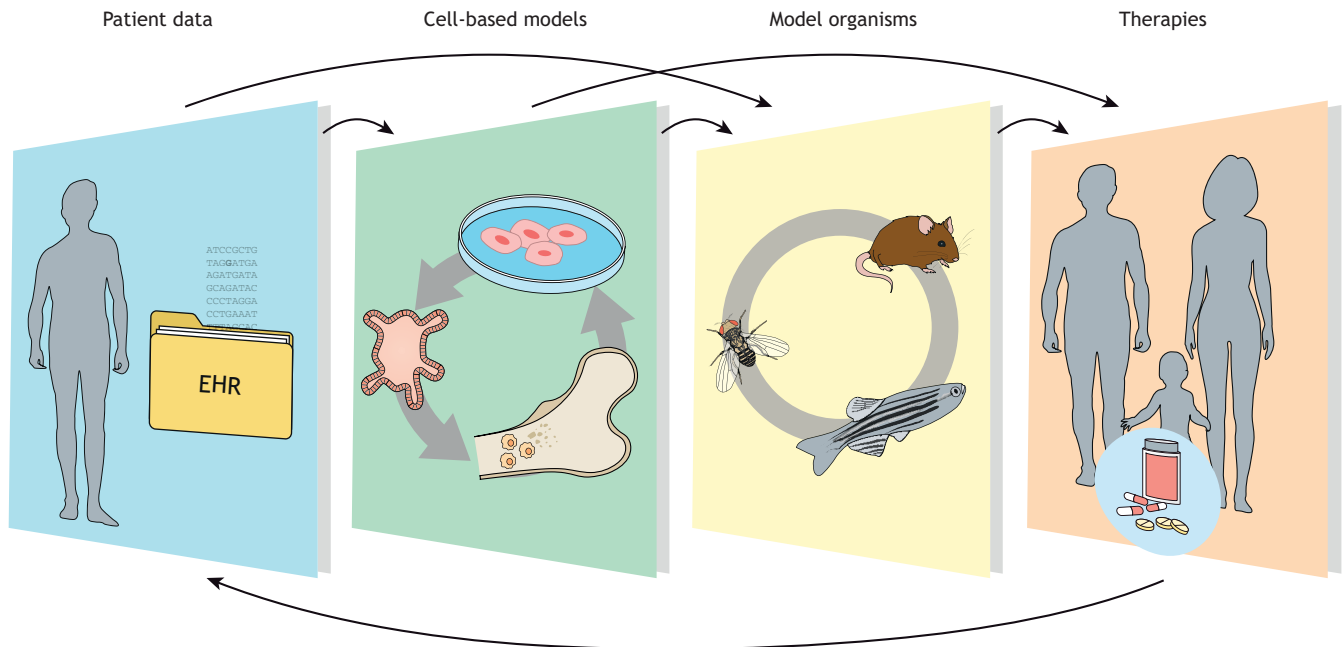 Patient data
Cell-based models
Model organisms
Therapies
ATCCGCTG
TAGGATGA
AGATGATA
GCAGATAC
CCCTAGGA
CCTGAAAT
EHR